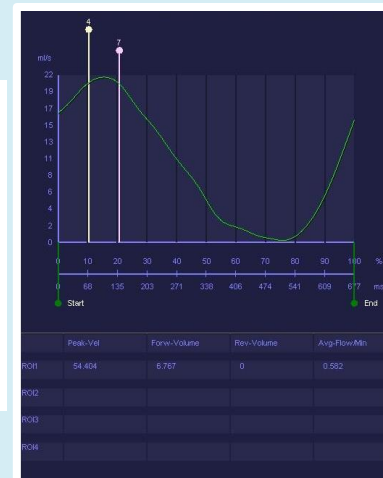 4
7
ml/s
22
19
17
15
13
11
8
6
4
2
0
0 10 20 30 40 50 60 70 80 90 100 %
0 68 135 203 271 338 406 474 541 609 677 ms
Start End
Peak-Vel Forw-Volume Rev-Volume Avg-Flow/Min
ROI1 54.404 6.767 0 0.582
ROI2
ROI3
ROI4